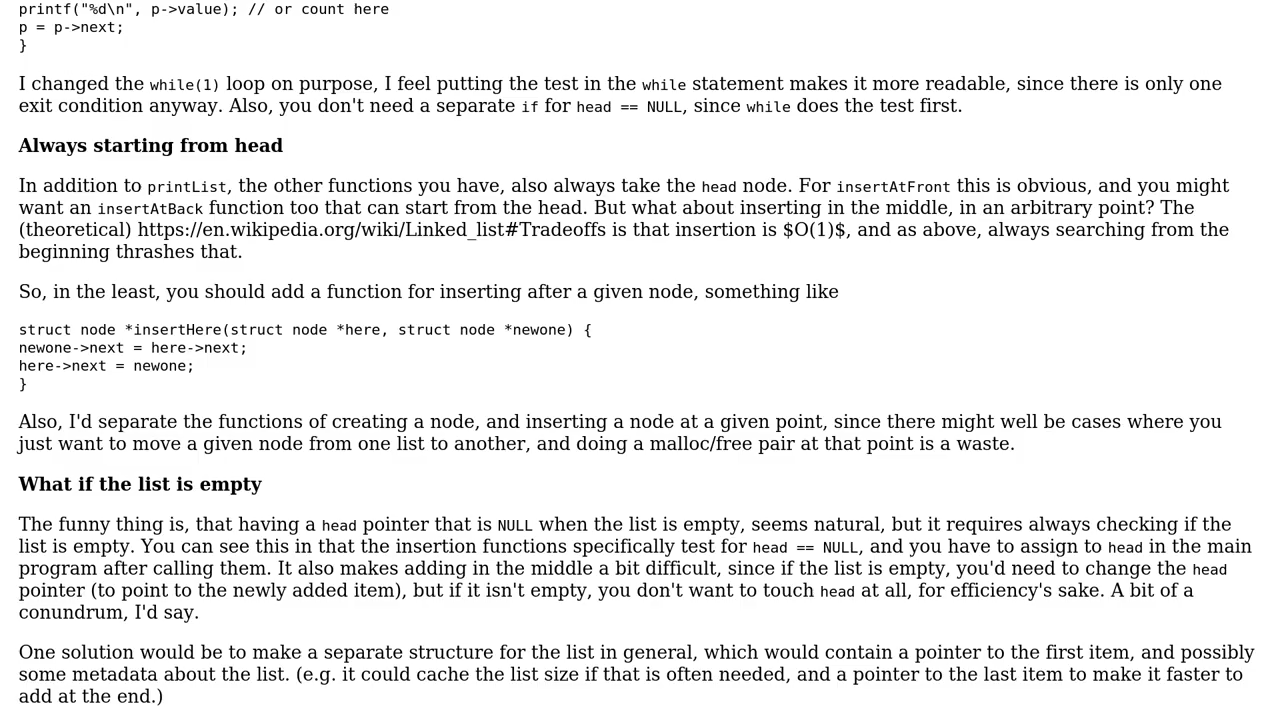 printf("%d\n", p->value); // or count here
p = p->next;
}
I changed the while(1) loop on purpose, I feel putting the test in the while statement makes it more readable, since there is only one
exit condition anyway. Also, you don't need a separate if for head == NULL, since while does the test first.
Always starting from head
In addition to printList, the other functions you have, also always take the head node. For insertAtFront this is obvious, and you might
want an insertAtBack function too that can start from the head. But what about inserting in the middle, in an arbitrary point? The
(theoretical) https://en.wikipedia.org/wiki/Linked_list#Tradeoffs is that insertion is $O(1)$, and as above, always searching from the
beginning thrashes that.
So, in the least, you should add a function for inserting after a given node, something like
struct node *insertHere(struct node *here, struct node *newone) {
newone->next = here->next;
here->next = newone;
}
Also, I'd separate the functions of creating a node, and inserting a node at a given point, since there might well be cases where you
just want to move a given node from one list to another, and doing a malloc/free pair at that point is a waste.
What if the list is empty
The funny thing is, that having a head pointer that is NULL when the list is empty, seems natural, but it requires always checking if the
list is empty. You can see this in that the insertion functions specifically test for head == NULL, and you have to assign to head in the main
program after calling them. It also makes adding in the middle a bit difficult, since if the list is empty, you'd need to change the head
pointer (to point to the newly added item), but if it isn't empty, you don't want to touch head at all, for efficiency's sake. A bit of a
conundrum, I'd say.
One solution would be to make a separate structure for the list in general, which would contain a pointer to the first item, and possibly
some metadata about the list. (e.g. it could cache the list size if that is often needed, and a pointer to the last item to make it faster to
add at the end.)